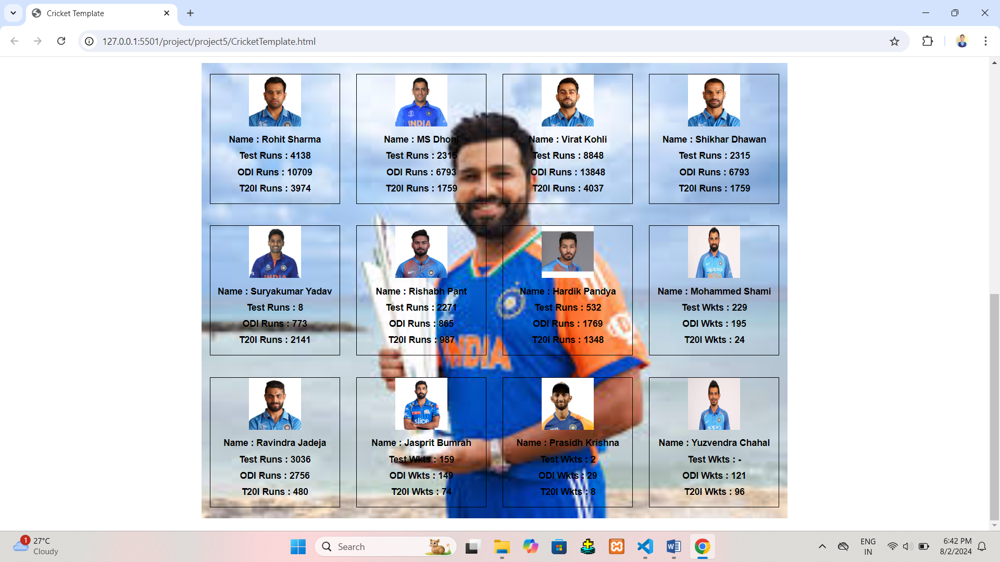 Cricket Template
127.0.0.1:5501/project/project5/CricketTemplate.html
INDIA
Name : Rohit Sharma
Test Runs : 4138
ODI Runs : 10709
T20I Runs : 3974
Name : MS Dhoni
Test Runs : 2315
ODI Runs : 6793
T20I Runs : 1759
Name : Virat Kohli
Test Runs : 8848
ODI Runs : 13848
T20I Runs : 4037
Name : Shikhar Dhawan
Test Runs : 2315
ODI Runs : 6793
T20I Runs : 1759
INDIA
oppo
INDIA
Name : Suryakumar Yadav
Test Runs : 8
ODI Runs : 773
T20I Runs : 2141
Name : Rishabh Pant
Test Runs : 2271
ODI Runs : 865
T20I Runs : 987
Name : Hardik Pandya
Test Runs : 532
ODI Runs : 1769
T20I Runs : 1348
Name : Mohammed Shami
Test Wkts : 229
ODI Wkts : 195
T20I Wkts : 24
INDIA
slice
MPL
oppo
Name : Ravindra Jadeja
Test Runs : 3036
ODI Runs : 2756
T20I Runs : 480
Name : Jasprit Bumrah
Test Wkts : 159
ODI Wkts : 149
T20I Wkts : 74
Name : Prasidh Krishna
Test Wkts : 2
ODI Wkts : 29
T20I Wkts : 8
Name : Yuzvendra Chahal
Test Wkts : -
ODI Wkts : 121
T20I Wkts : 96
1
27°C
Cloudy
Search
ENG
IN
6:42 PM
8/2/2024